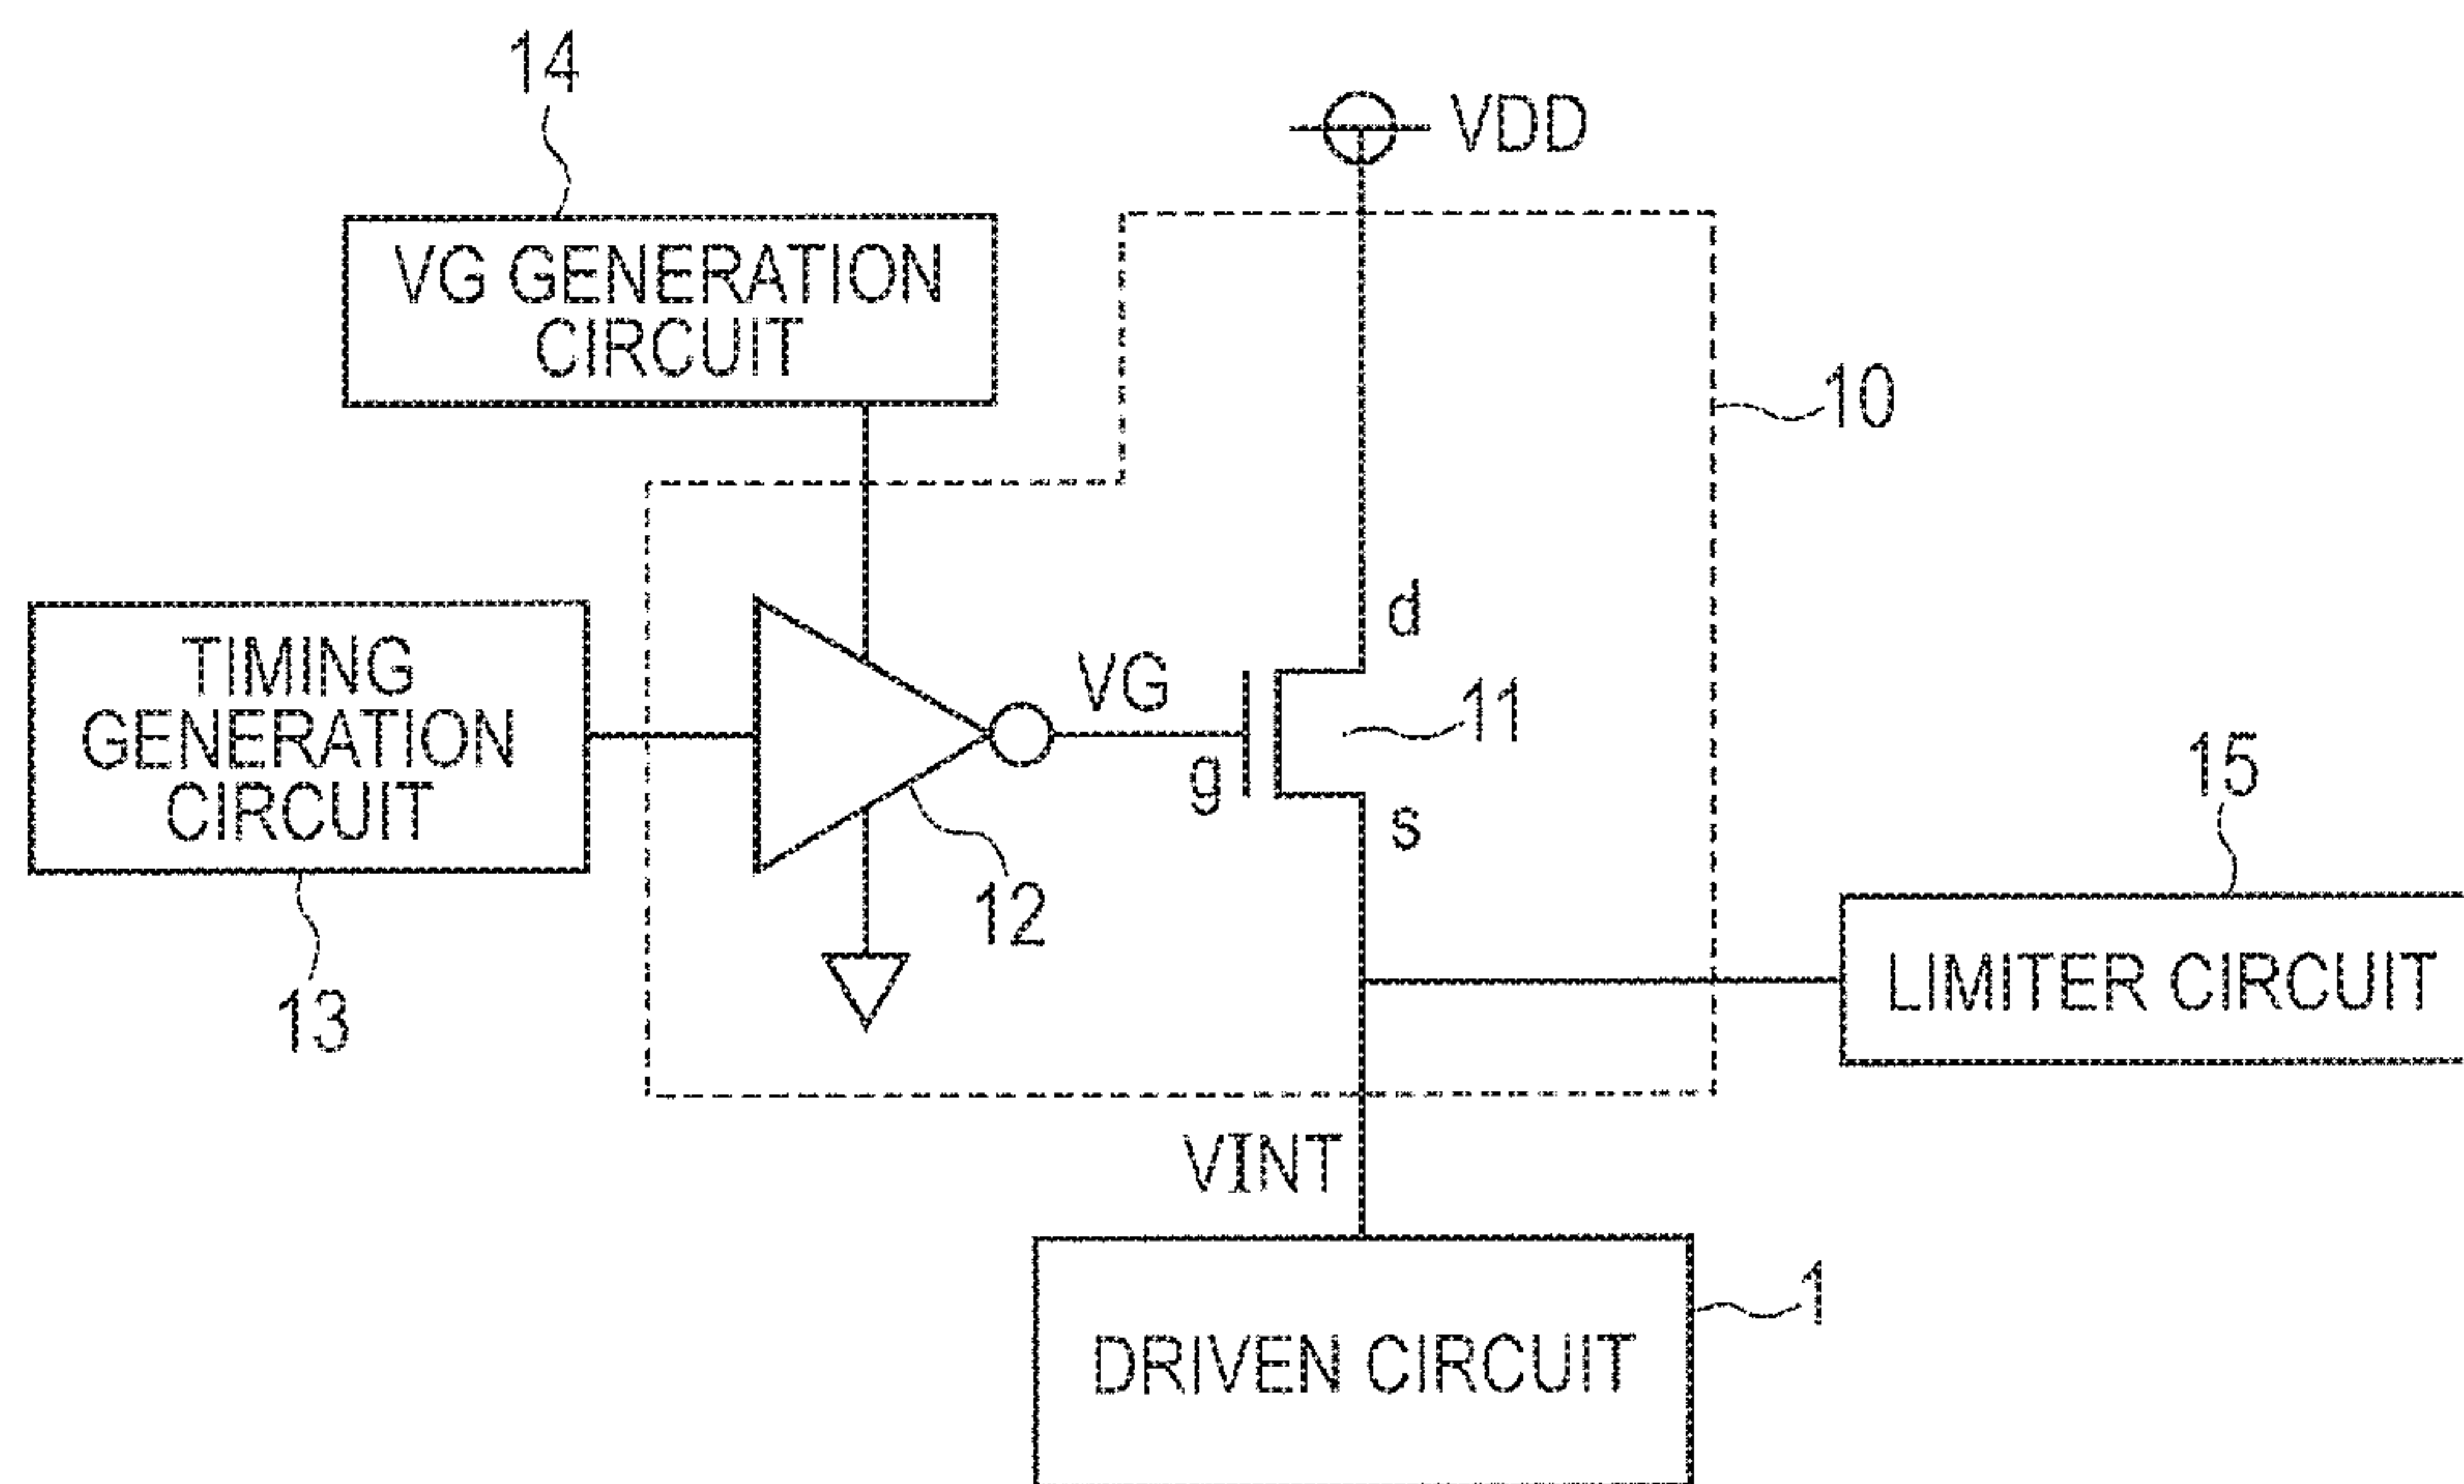 14
VDD
VG GENERATION
CIRCUIT
10
TIMING
GENERATION
CIRCUIT
VG
d
g
11
s
12
13
15
LIMITER CIRCUIT
VINT
1
DRIVEN CIRCUIT